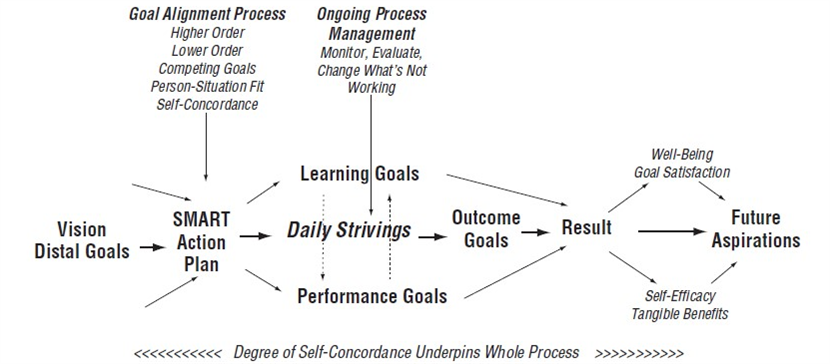 Goal Alignment Process
Higher Order
Lower Order
Competing Goals
Person-Situation Fit
Self-Concordance
Ongoing Process
Management
Monitor, Evaluate,
Change What's Not
Working
Vision
Distal Goals
SMART
Action
Plan
Learning Goals
Daily Strivings
Performance Goals
Outcome
Goals
Result
Well-Being
Goal Satisfaction
Self-Efficacy
Tangible Benefits
Future
Aspirations
<<<<<<<<<<< Degree of Self-Concordance Underpins Whole Process >>>>>>>>>>>